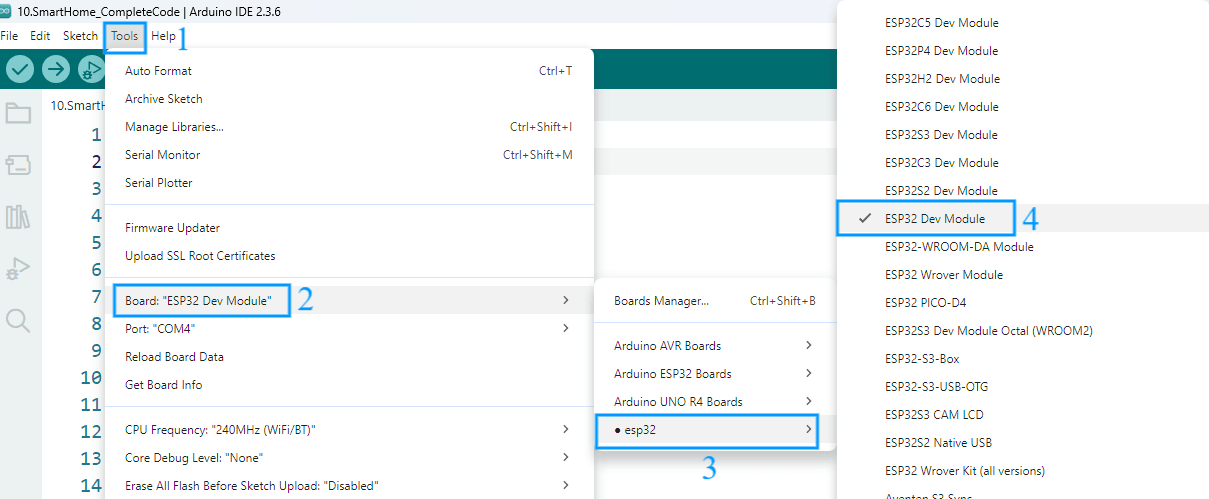 10.SmartHome_CompleteCode | Arduino IDE 2.3.6
File Edit Sketch Tools Help
1
10.SmartH
1
2
3
4
5
6
7
8
9
10
11
12
13
14
Auto Format Ctrl+T
Archive Sketch
Manage Libraries... Ctrl+Shift+I
Serial Monitor Ctrl+Shift+M
Serial Plotter
Firmware Updater
Upload SSL Root Certificates
Board: "ESP32 Dev Module"
2
Port: "COM4"
Reload Board Data
Get Board Info
CPU Frequency: "240MHz (WiFi/BT)"
Core Debug Level: "None"
Erase All Flash Before Sketch Upload: "Disabled"
Boards Manager... Ctrl+Shift+B
Arduino AVR Boards
Arduino ESP32 Boards
Arduino UNO R4 Boards
• esp32
3
ESP32C5 Dev Module
ESP32P4 Dev Module
ESP32H2 Dev Module
ESP32C6 Dev Module
ESP32S3 Dev Module
ESP32C3 Dev Module
ESP32S2 Dev Module
ESP32 Dev Module
4
ESP32-WROOM-DA Module
ESP32 Wrover Module
ESP32 PICO-D4
ESP32S3 Dev Module Octal (WROOM2)
ESP32-S3-Box
ESP32-S3-USB-OTG
ESP32S3 CAM LCD
ESP32S2 Native USB
ESP32 Wrover Kit (all versions)
Aventen S3 Sync